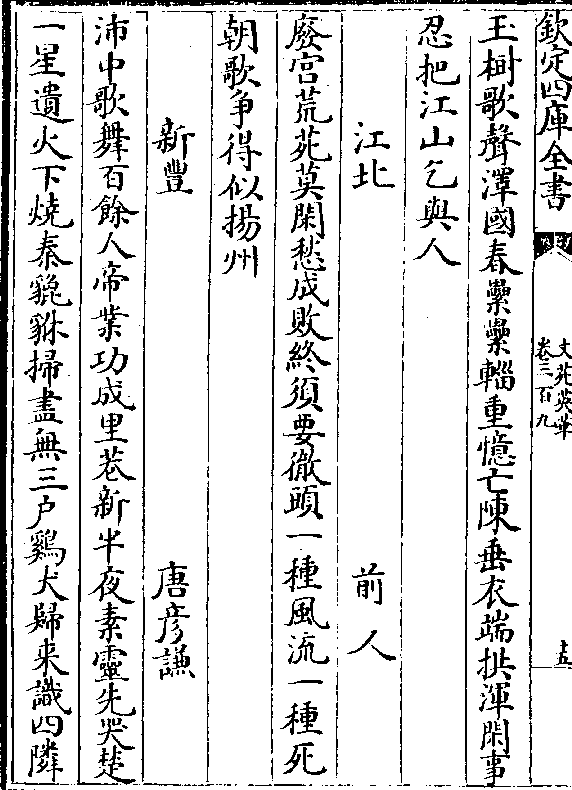 欽定四庫全書
文苑英華
卷三百九
十五
玉樹歌聲澤國春纍纍輜重憶亡陳垂衣端拱渾閑事
忍把江山乞與人
江北 前人
廢宮荒苑莫閑愁成敗終須要徹頭一種風流一種死
朝歌爭得似揚州
新豐 唐彦謙
沛中歌舞百餘人帝業功成里巷新半夜素靈先哭楚
一星遺火下燒秦貔貅掃盡無三户鷄犬歸来識四隣